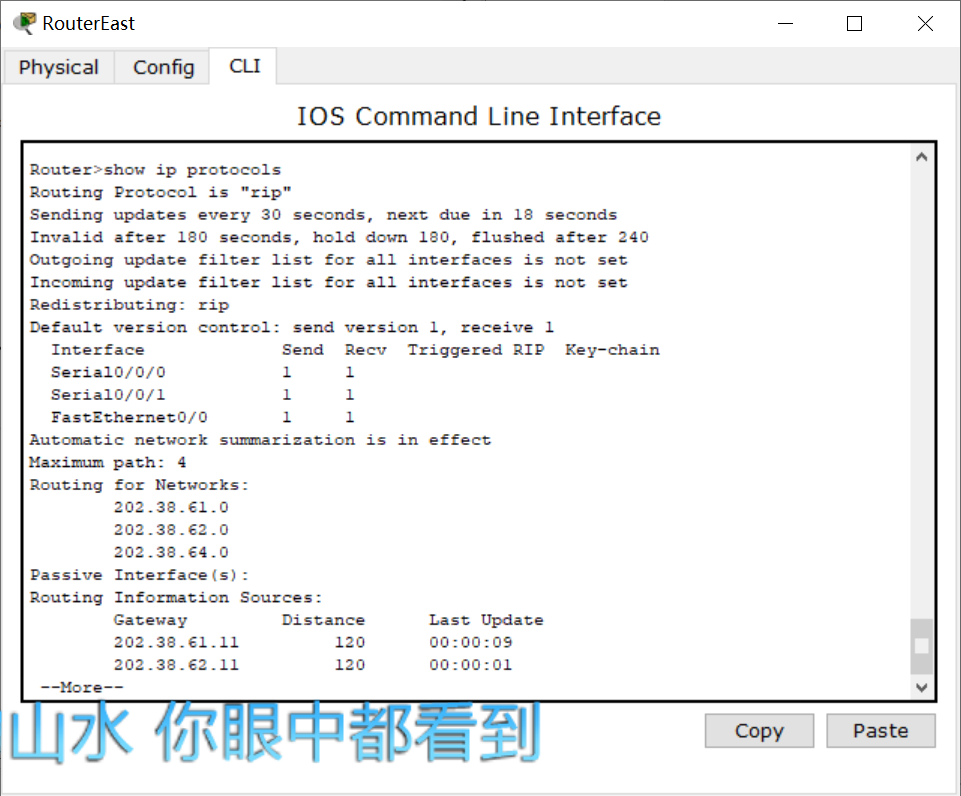 RouterEast
Physical Config CLI
IOS Command Line Interface
Router>show ip protocols
Routing Protocol is "rip"
Sending updates every 30 seconds, next due in 18 seconds
Invalid after 180 seconds, hold down 180, flushed after 240
Outgoing update filter list for all interfaces is not set
Incoming update filter list for all interfaces is not set
Redistributing: rip
Default version control: send version 1, receive 1
Interface Send Recv Triggered RIP Key-chain
Serial0/0/0 1 1
Serial0/0/1 1 1
FastEthernet0/0 1 1
Automatic network summarization is in effect
Maximum path: 4
Routing for Networks:
202.38.61.0
202.38.62.0
202.38.64.0
Passive Interface(s):
Routing Information Sources:
Gateway Distance Last Update
202.38.61.11 120 00:00:09
202.38.62.11 120 00:00:01
--More--
山水 你眼中都看到
Copy Paste